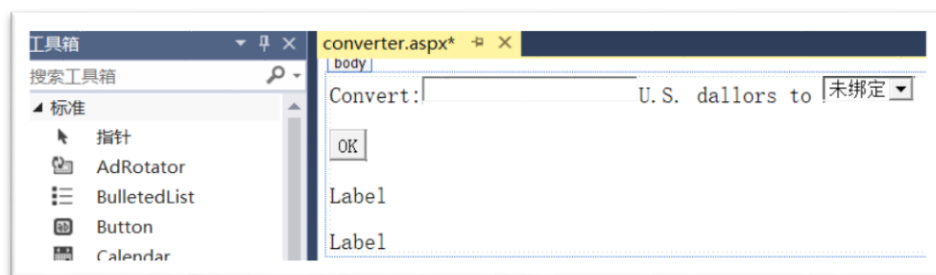 工具箱
搜索工具箱
标准
指针
AdRotator
BulletedList
Button
Calendar
converter.aspx*
body
Convert: U.S. dallors to 未绑定
OK
Label
Label